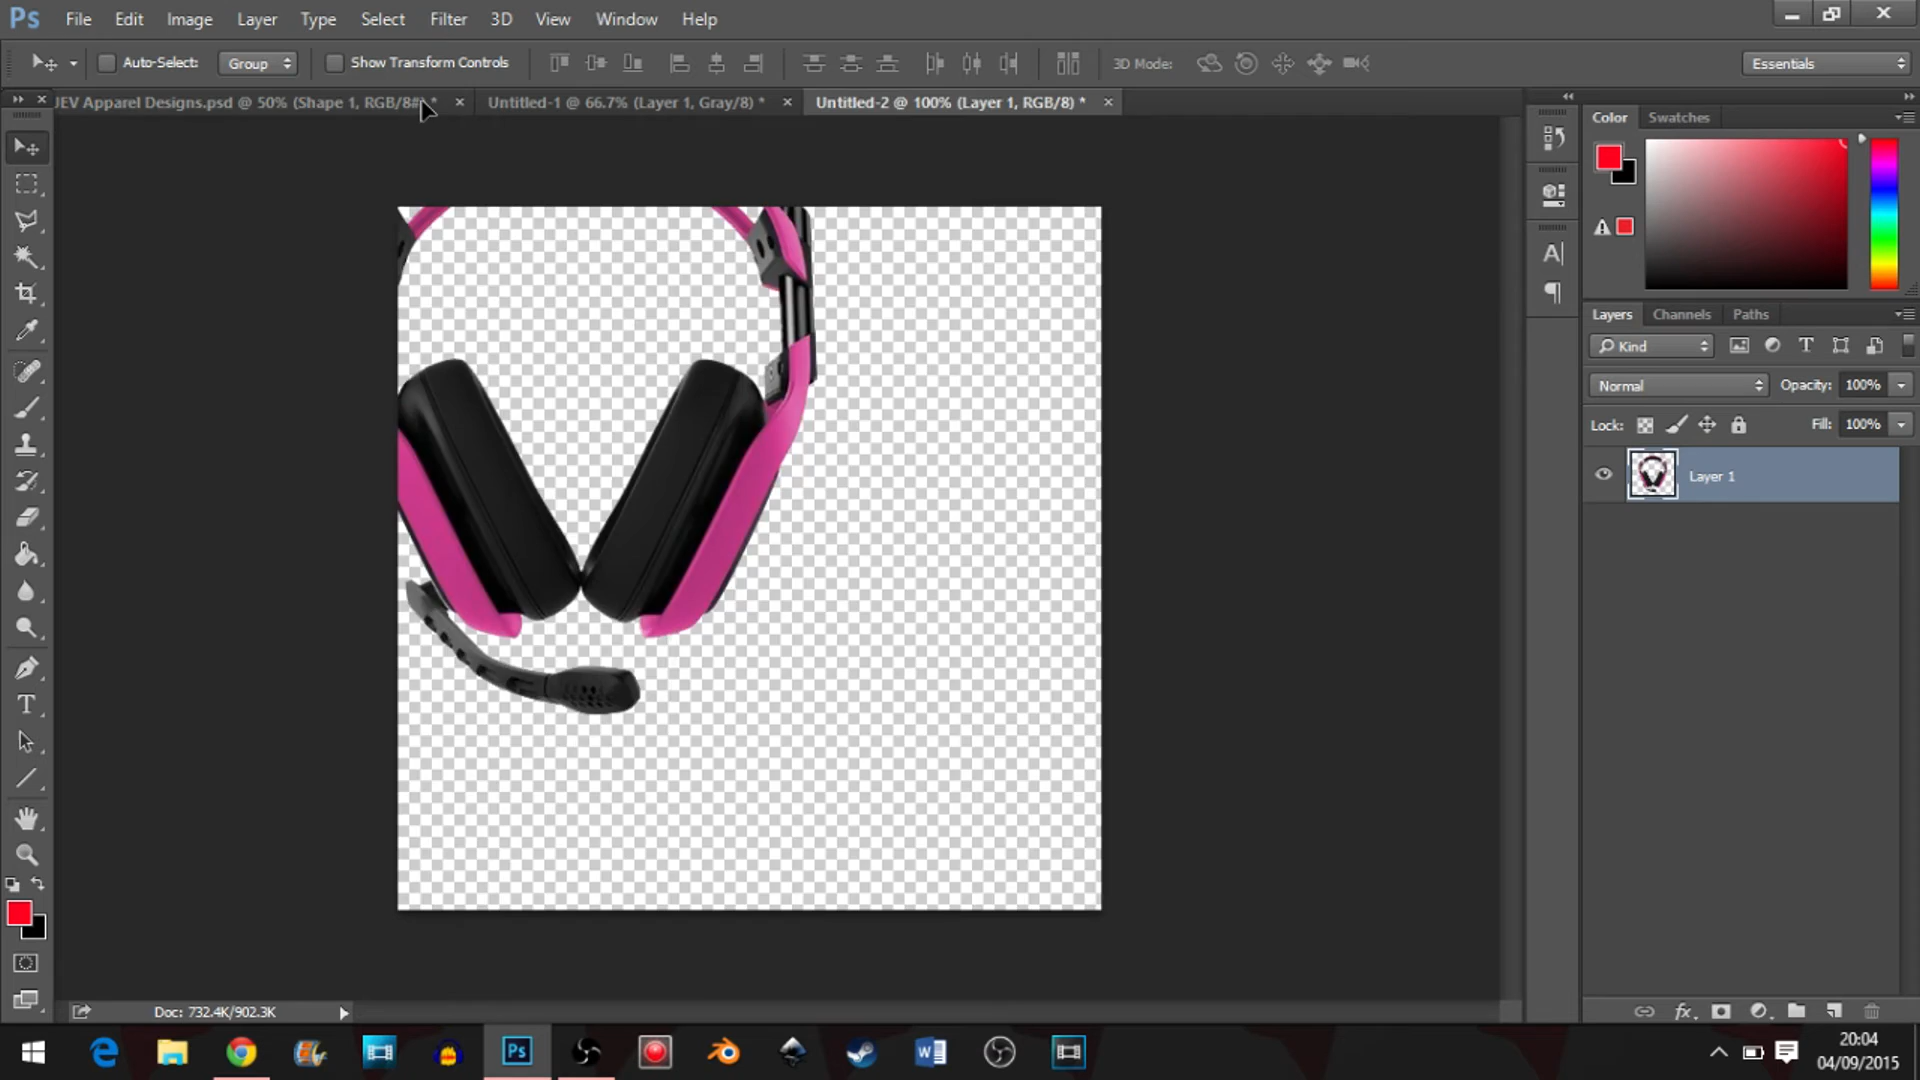 Ps File Edit Image Layer Type Select Filter 3D View Window Help
Auto-Select: Group Show Transform Controls 3D Mode: Essentials
JEV Apparel Designs.psd @ 50% (Shape 1, RGB/8#) * Untitled-1 @ 66.7% (Layer 1, Gray/8) * Untitled-2 @ 100% (Layer 1, RGB/8) *
Color Swatches
Layers Channels Paths
Kind
Normal Opacity: 100%
Lock: Fill: 100%
Layer 1
Doc: 732.4K/902.3K
fx
Ps
20:04
04/09/2015